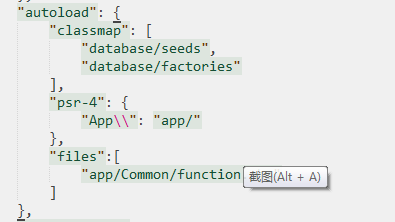 "autoload": {
"classmap": [
"database/seeds",
"database/factories"
],
"psr-4": {
"App\\": "app/"
},
"files":[
"app/Common/function
截图(Alt + A)
]
},